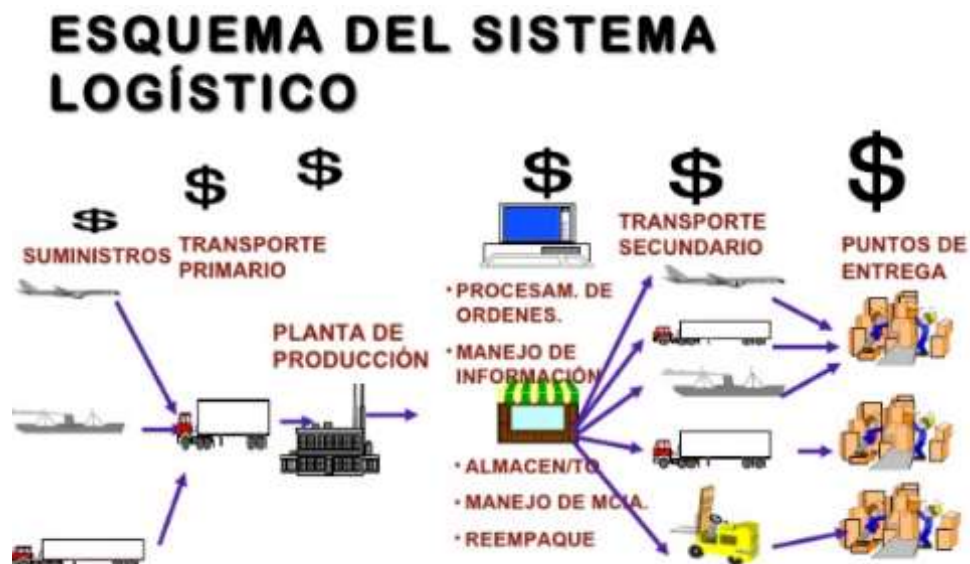 ESQUEMA DEL SISTEMA
LOGÍSTICO
$ $ $ $ $ $
SUMINISTROS
TRANSPORTE
PRIMARIO
PLANTA DE
PRODUCCIÓN
• PROCESAM. DE
ORDENES.
• MANEJO DE
INFORMACIÓN
• ALMACEN/TO
• MANEJO DE MCIA.
• REEMPAQUE
TRANSPORTE
SECUNDARIO
PUNTOS DE
ENTREGA